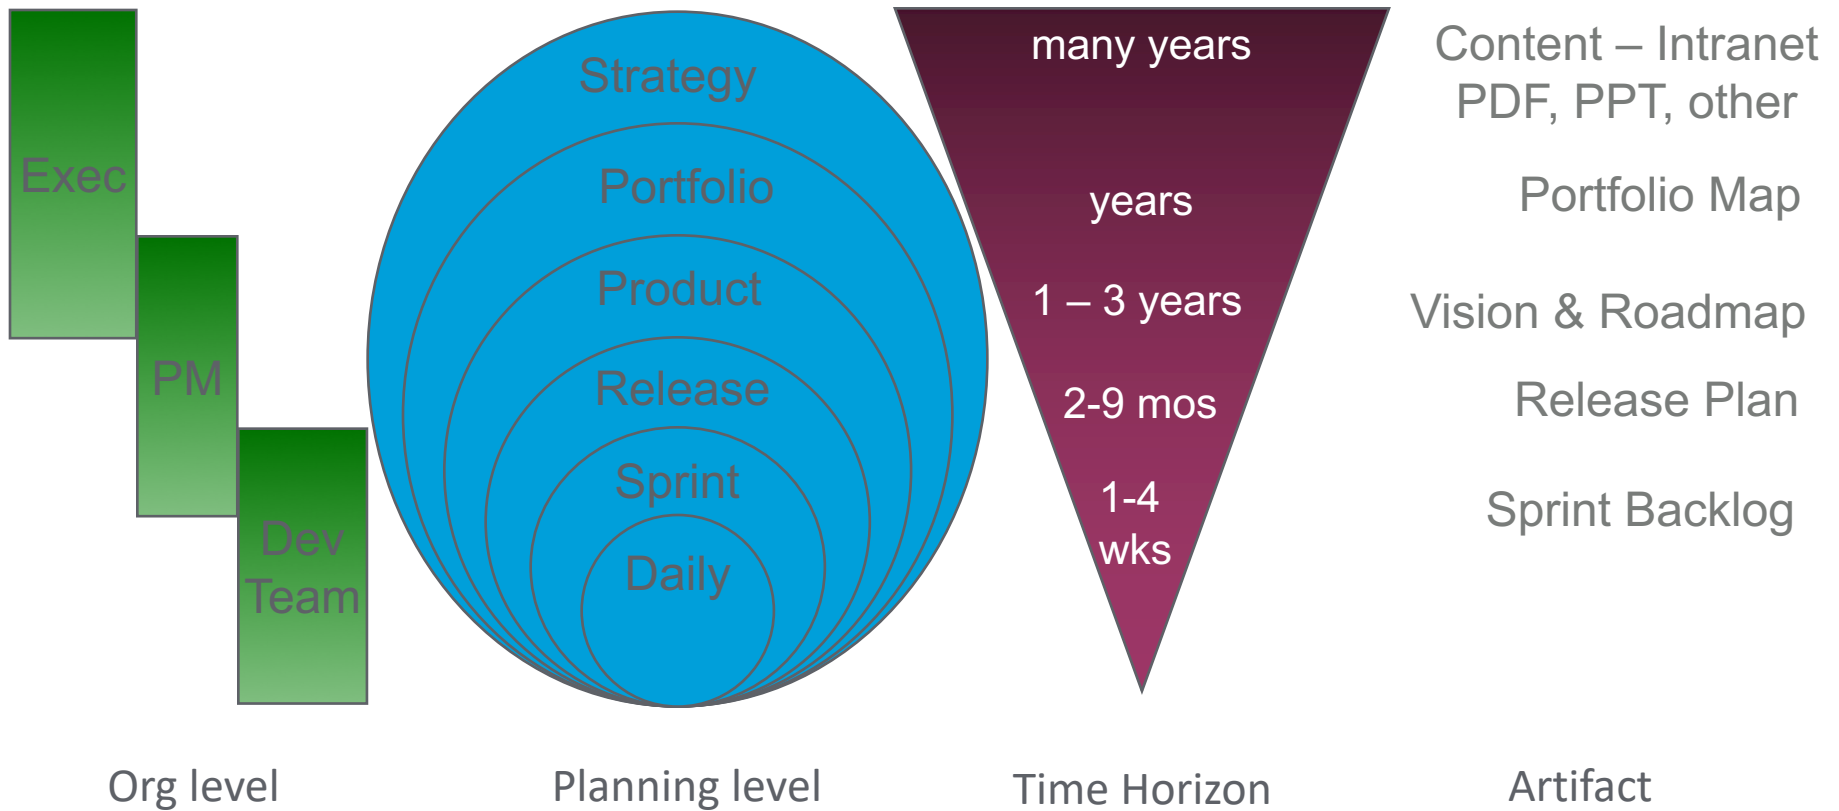 Exec
PM
Dev
Team
Org level
Strategy
Portfolio
Product
Release
Sprint
Daily
Planning level
many years
years
1 – 3 years
2-9 mos
1-4
wks
Time Horizon
Content – Intranet
PDF, PPT, other
Portfolio Map
Vision & Roadmap
Release Plan
Sprint Backlog
Artifact